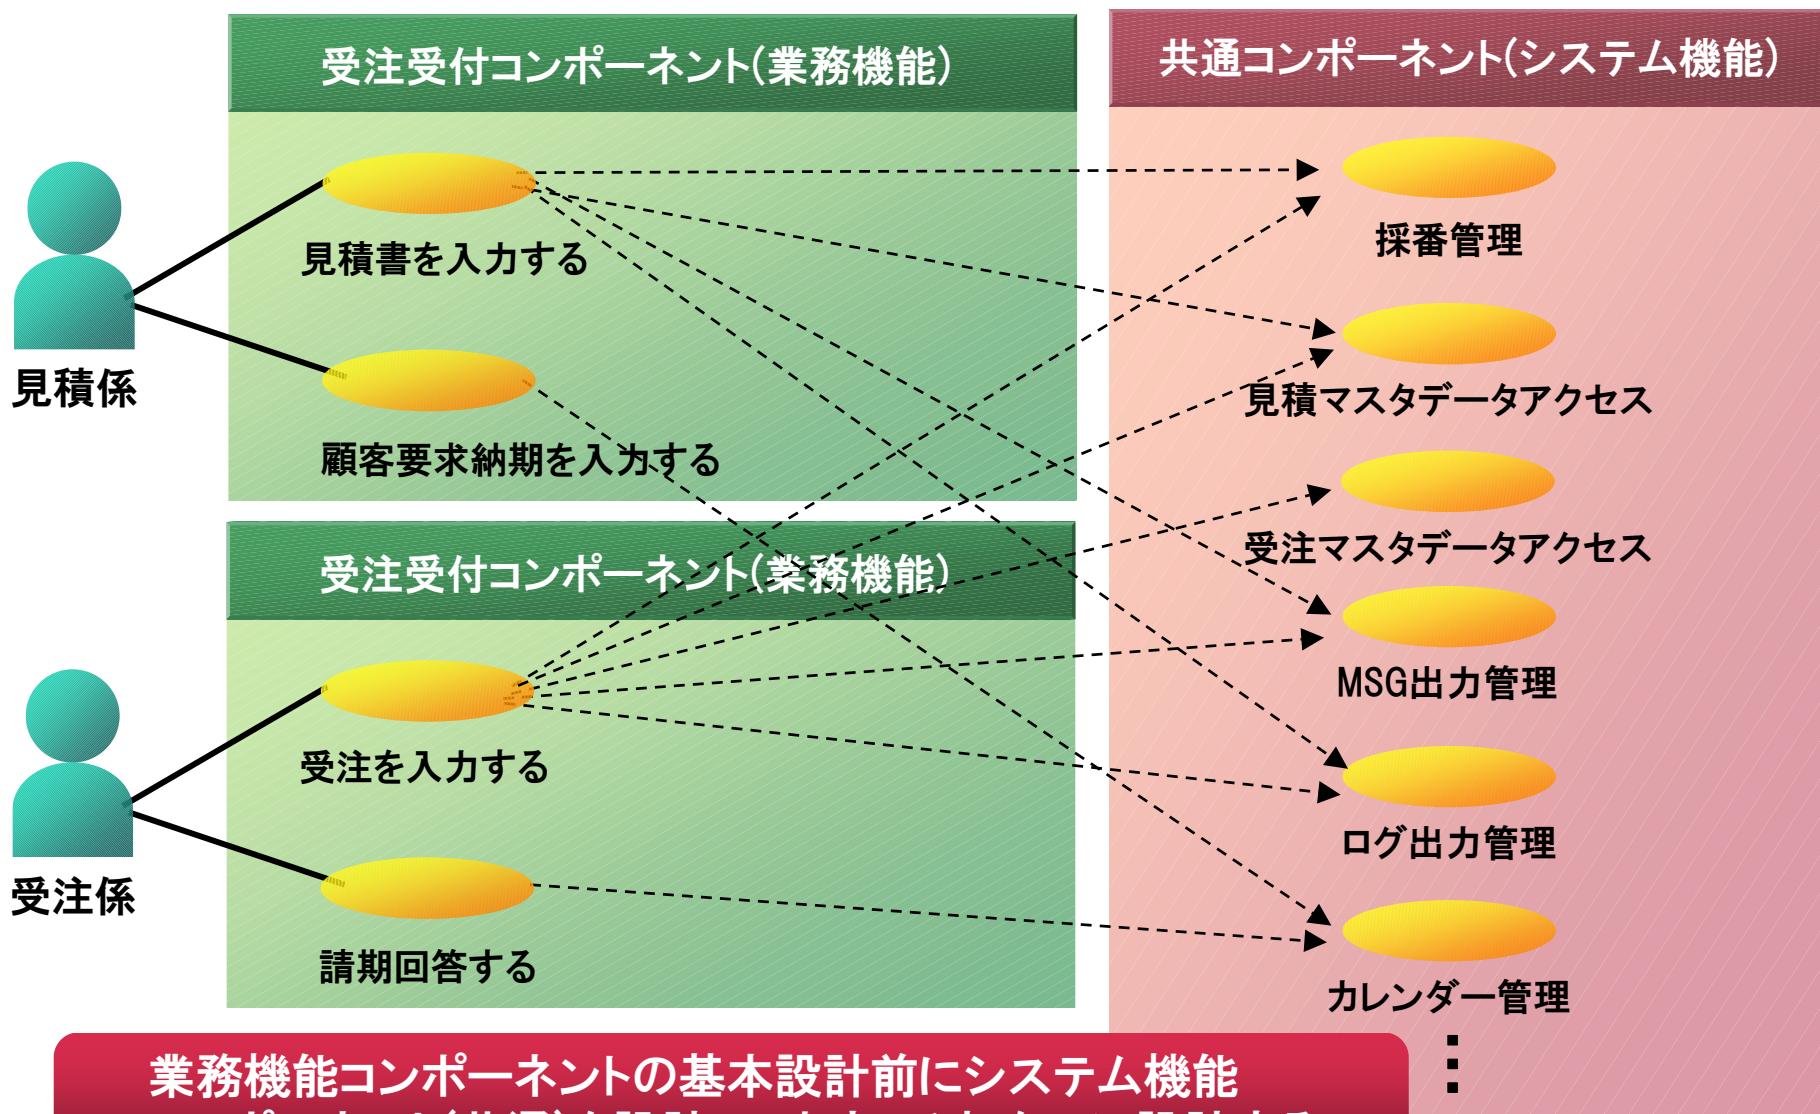 受注受付コンポーネント(業務機能)
見積書を入力する
顧客要求納期を入力する
見積係
受注受付コンポーネント(業務機能)
受注を入力する
請期回答する
受注係
共通コンポーネント(システム機能)
採番管理
見積マスタデータアクセス
受注マスタデータアクセス
MSG出力管理
ログ出力管理
カレンダー管理
業務機能コンポーネントの基本設計前にシステム機能